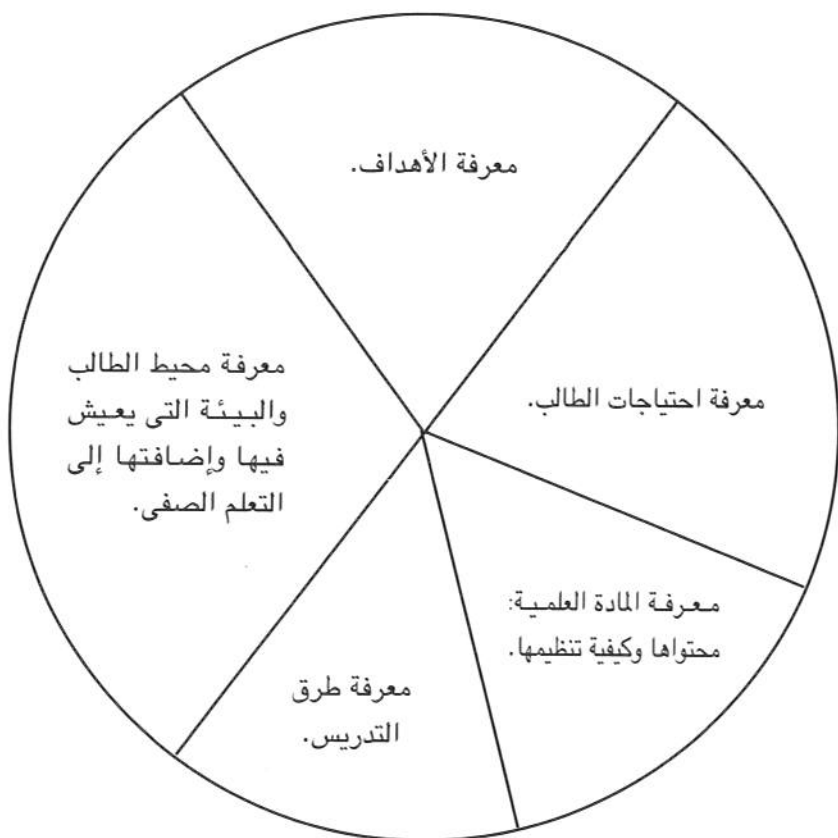 معرفة الأهداف.
معرفة احتياجات الطالب.
معرفة محيط الطالب
والبيئة التى يعيش
فيها وإضافتها إلى
التعلم الصفى.
معرفة المادة العلمية:
محتواها وكيفية تنظيمها.
معرفة طرق
التدريس.